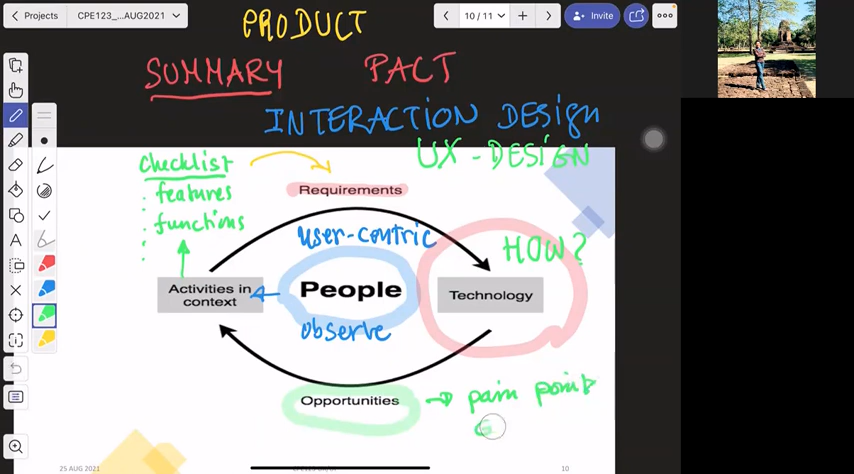 Projects
CPE123_...AUG2021
10 / 11
Invite
PRODUCT
SUMMARY PACT
INTERACTION DESign
UX-DESIGN
checklist
. features
. functions
Requirements
user-centric
HOW?
Activities in
context
People
Technology
observe
Opportunities
pain point
25 AUG 2021
10